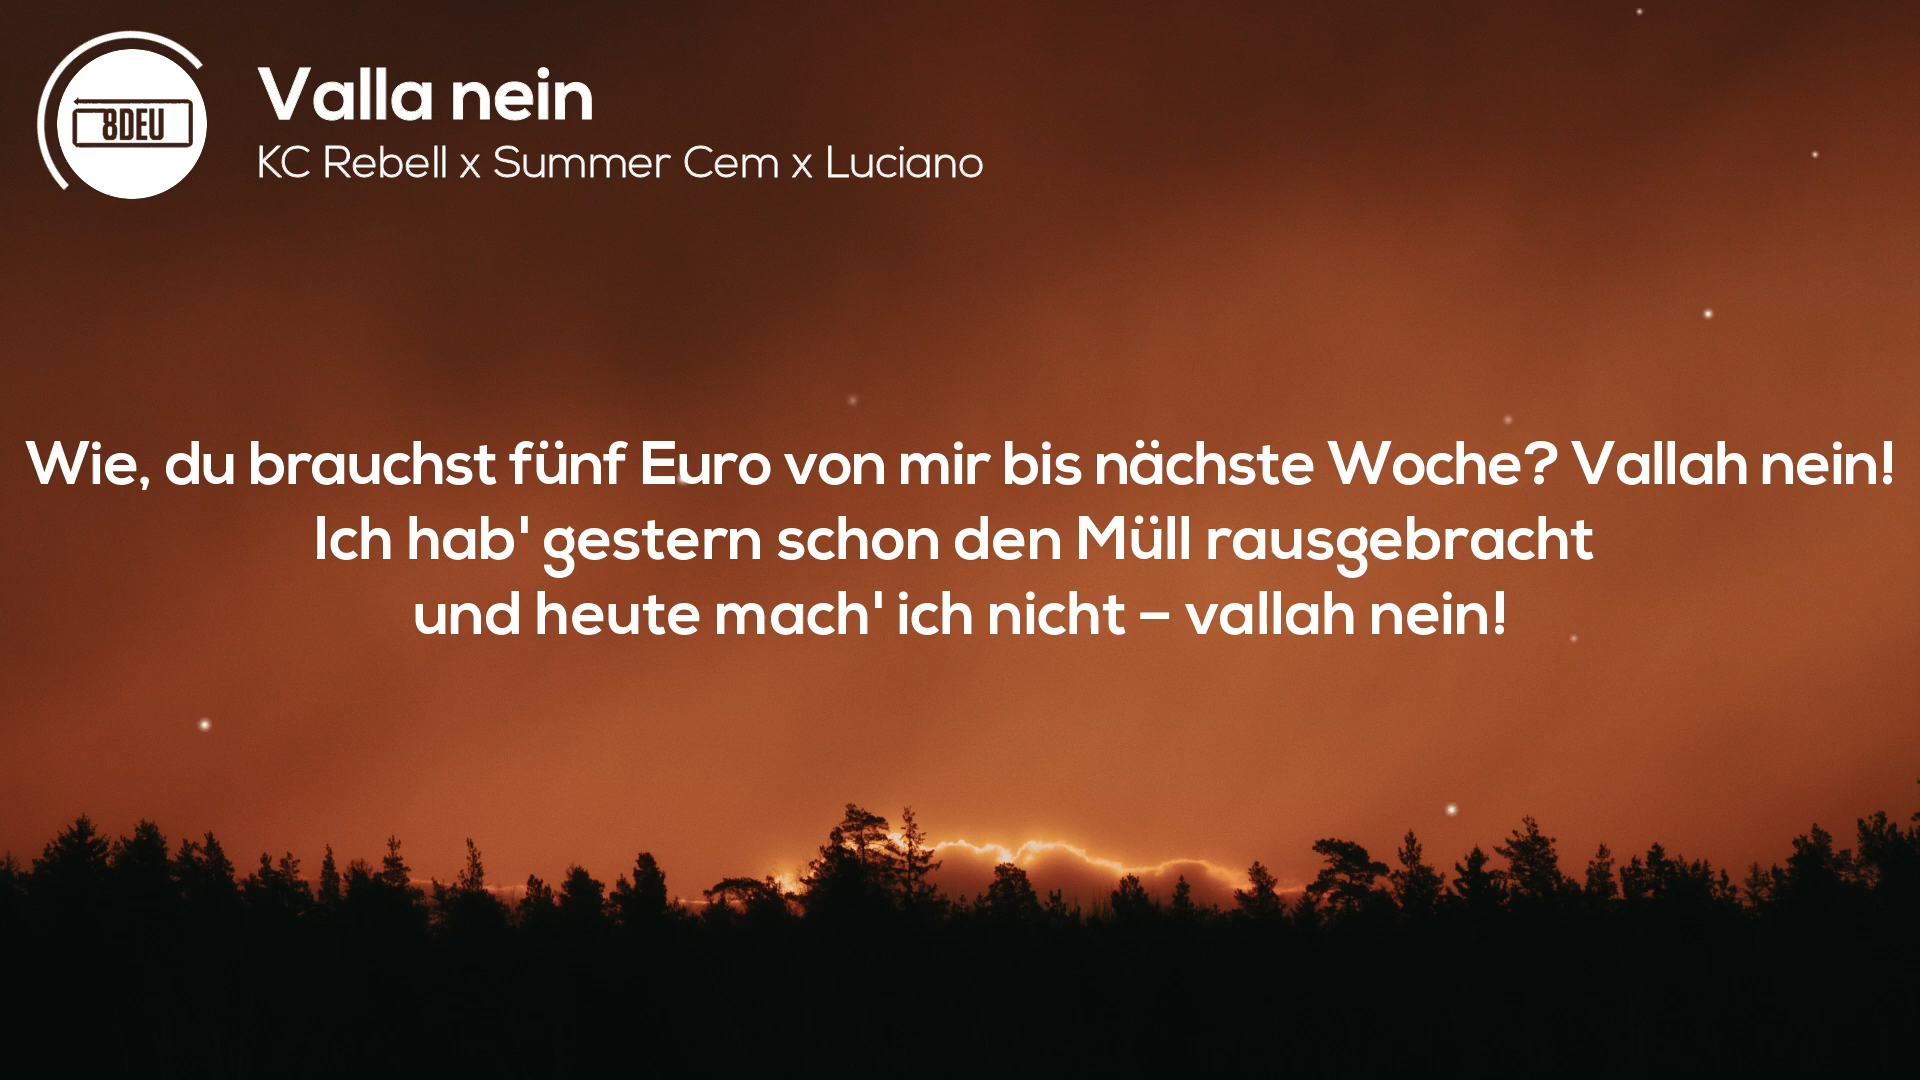 8DEU
Valla nein
KC Rebell x Summer Cem x Luciano
Wie, du brauchst fünf Euro von mir bis nächste Woche? Vallah nein!
Ich hab' gestern schon den Müll rausgebracht
und heute mach' ich nicht – vallah nein!